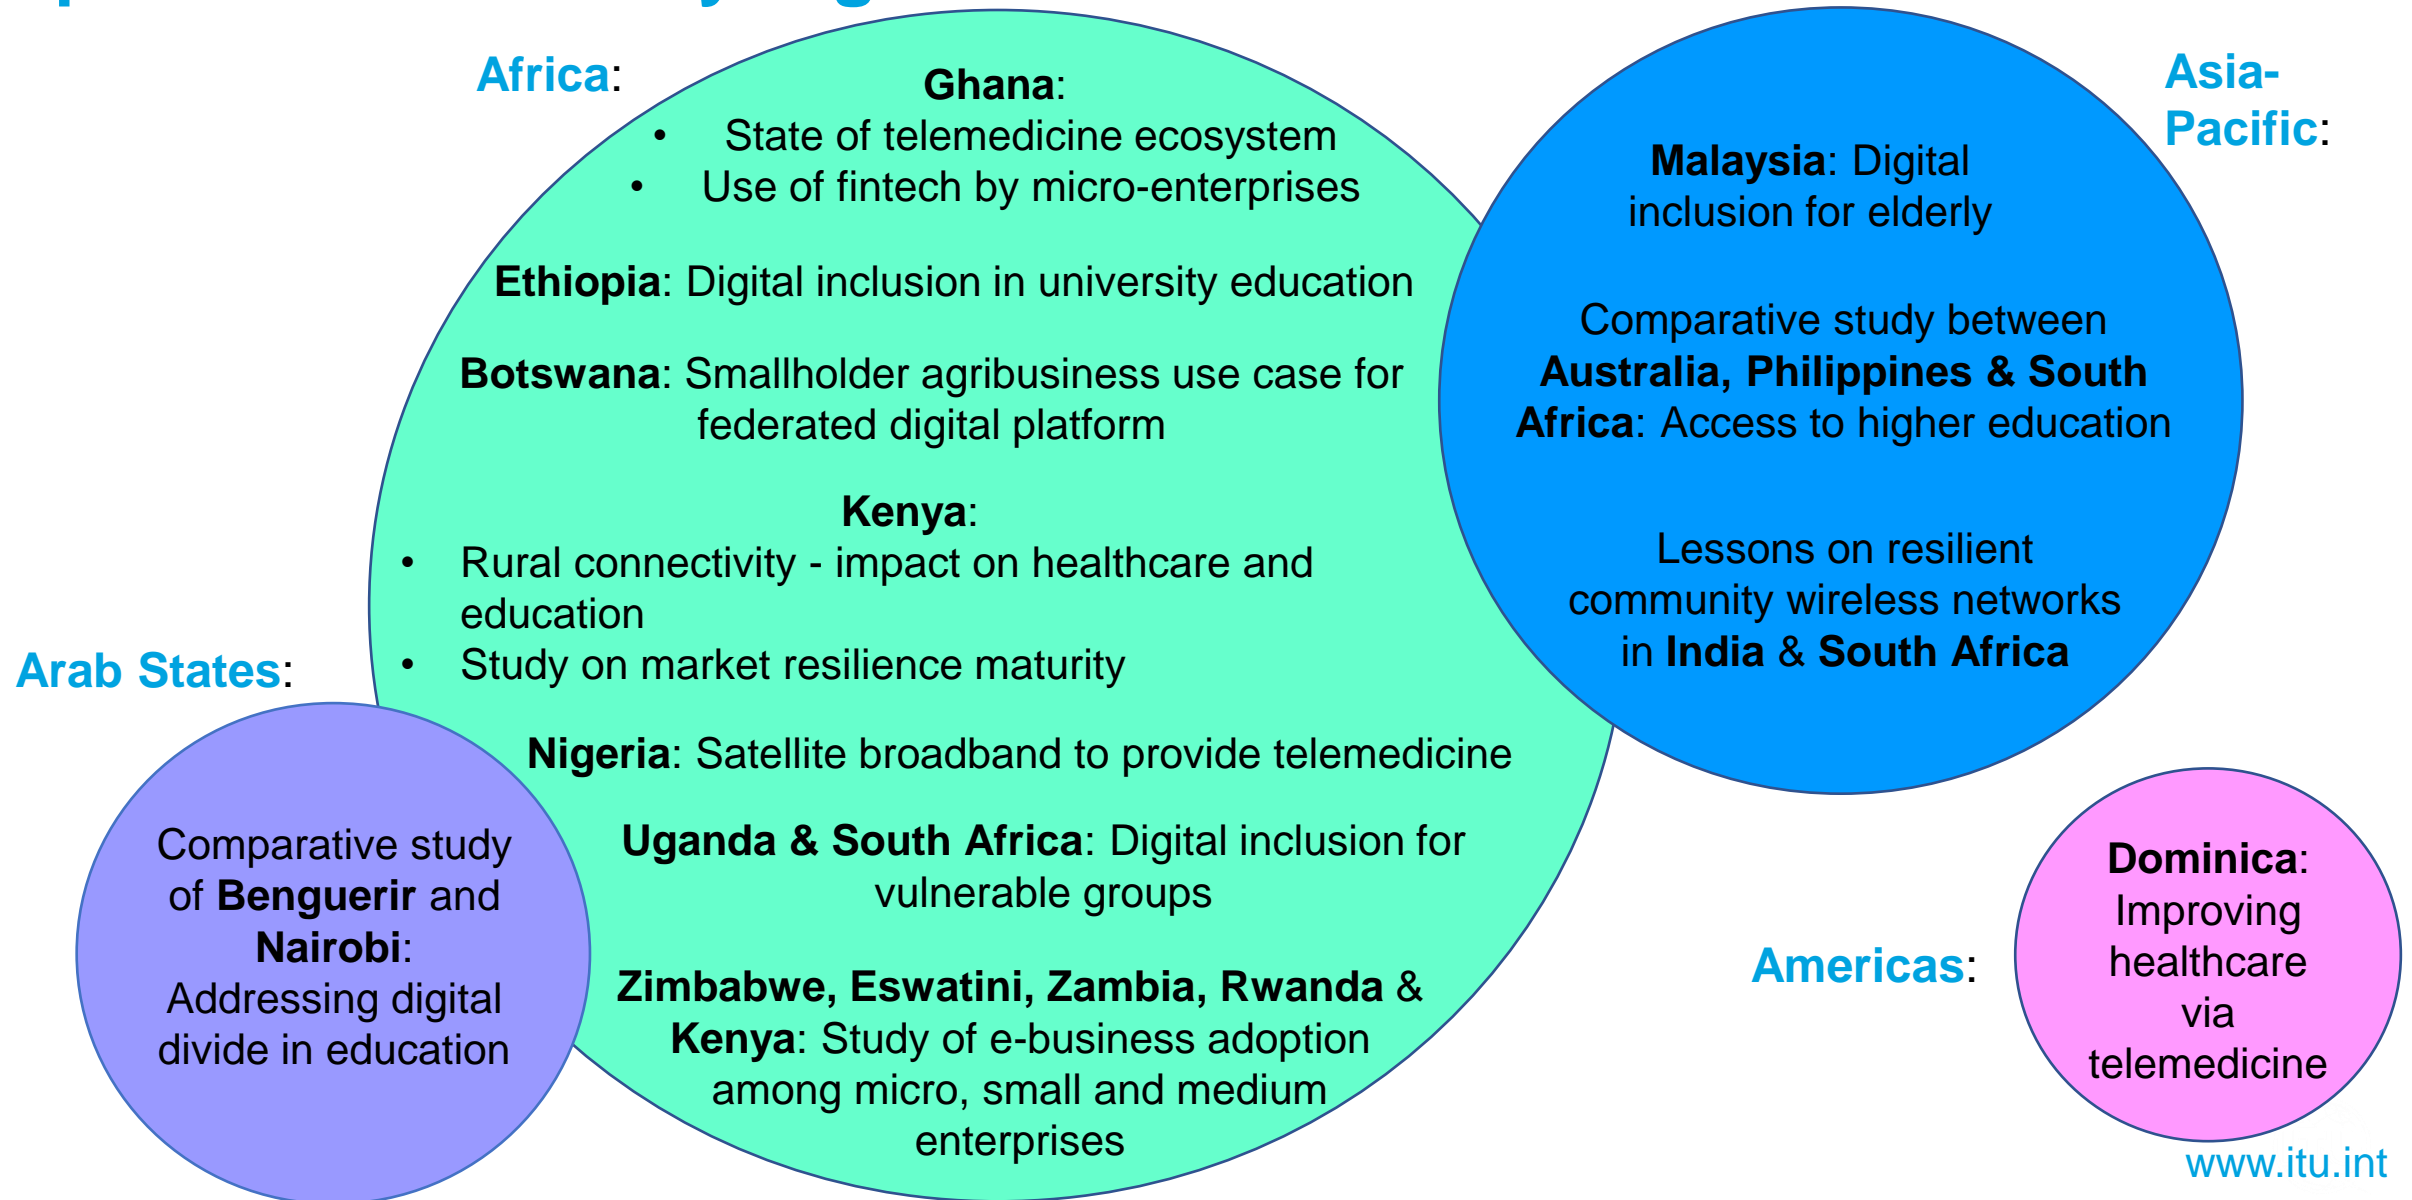 Africa:
Ghana:
• State of telemedicine ecosystem
• Use of fintech by micro-enterprises
Ethiopia: Digital inclusion in university education
Botswana: Smallholder agribusiness use case for
federated digital platform
Kenya:
• Rural connectivity - impact on healthcare and
education
• Study on market resilience maturity
Nigeria: Satellite broadband to provide telemedicine
Uganda & South Africa: Digital inclusion for
vulnerable groups
Zimbabwe, Eswatini, Zambia, Rwanda &
Kenya: Study of e-business adoption
among micro, small and medium
enterprises
Asia-
Pacific:
Malaysia: Digital
inclusion for elderly
Comparative study between
Australia, Philippines & South
Africa: Access to higher education
Lessons on resilient
community wireless networks
in India & South Africa
Arab States:
Comparative study
of Benguerir and
Nairobi:
Addressing digital
divide in education
Americas:
Dominica:
Improving
healthcare
via
telemedicine
www.itu.int